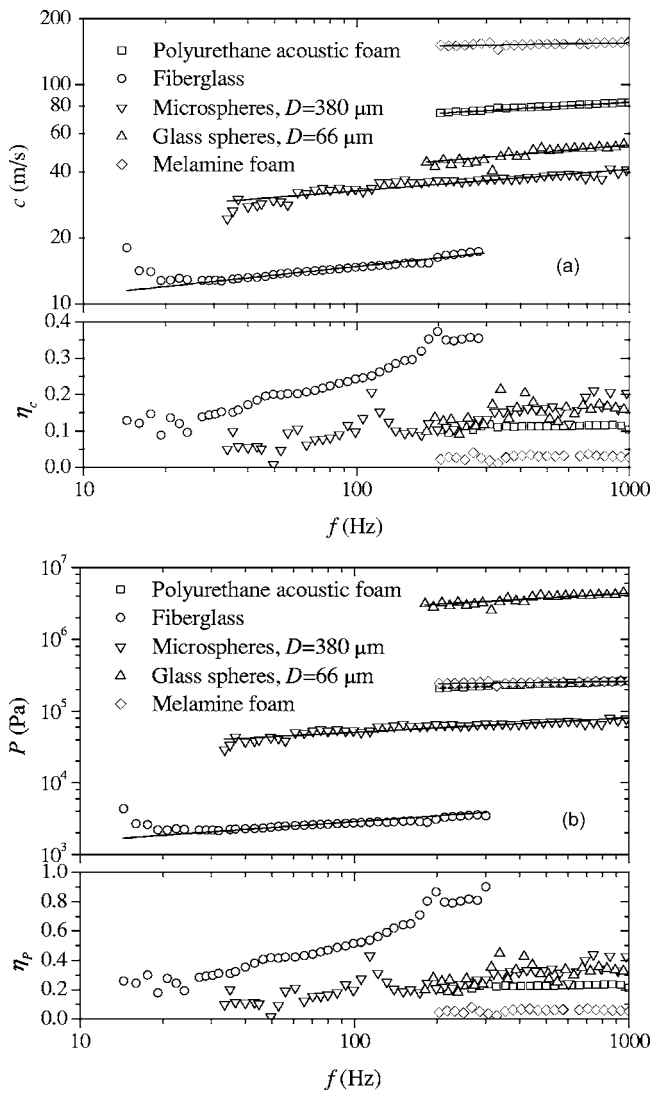 200
100
80
60
40
20
10
c (m/s)
Polyurethane acoustic foam
Fiberglass
Microspheres, D=380 μm
Glass spheres, D=66 μm
Melamine foam
(a)
0.4
0.3
0.2
0.1
0.0
η_c
10
100
1000
f (Hz)
10^7
10^6
10^5
10^4
10^3
P (Pa)
Polyurethane acoustic foam
Fiberglass
Microspheres, D=380 μm
Glass spheres, D=66 μm
Melamine foam
(b)
1.0
0.8
0.6
0.4
0.2
0.0
η_P
10
100
1000
f (Hz)